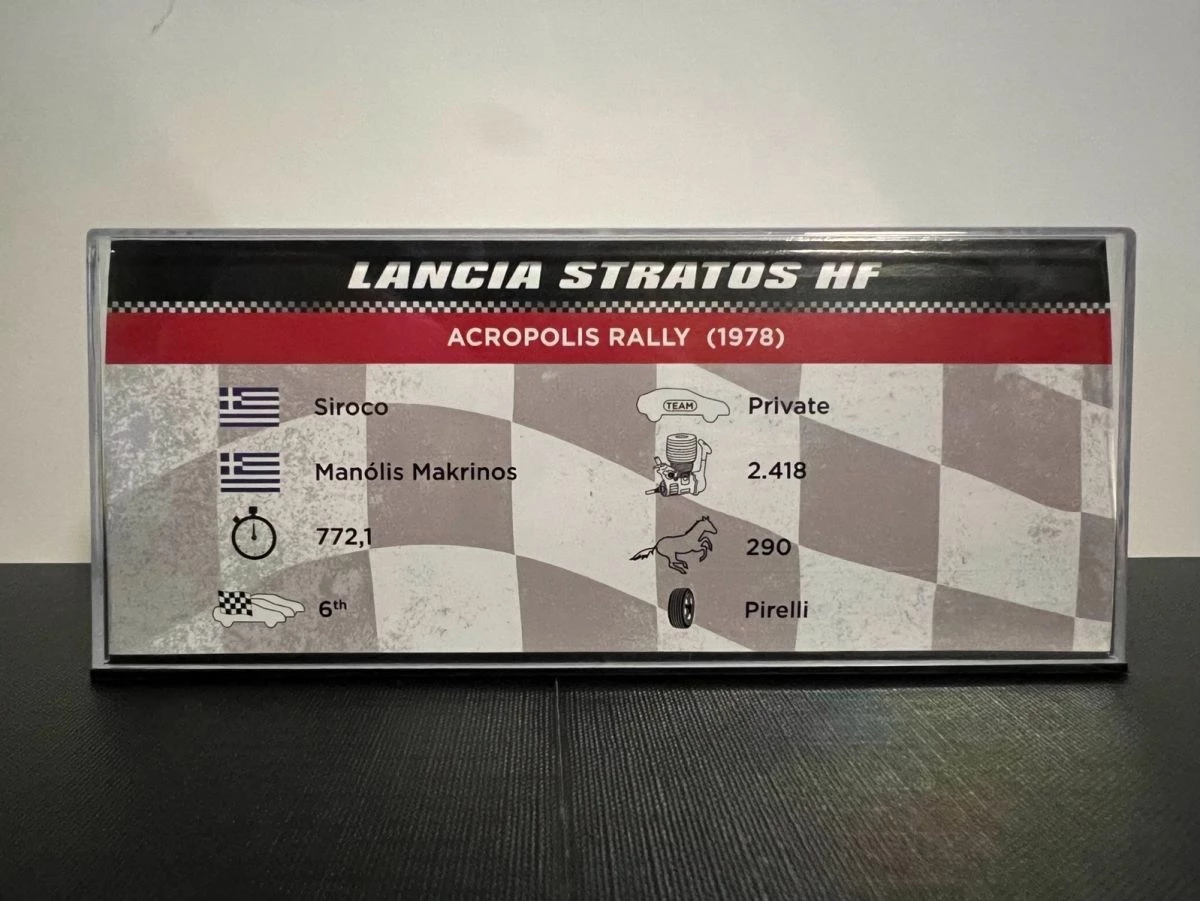 LANCIA STRATOS HF
ACROPOLIS RALLY (1978)
Siroco
Manólis Makrinos
772,1
6th
TEAM Private
2.418
290
Pirelli